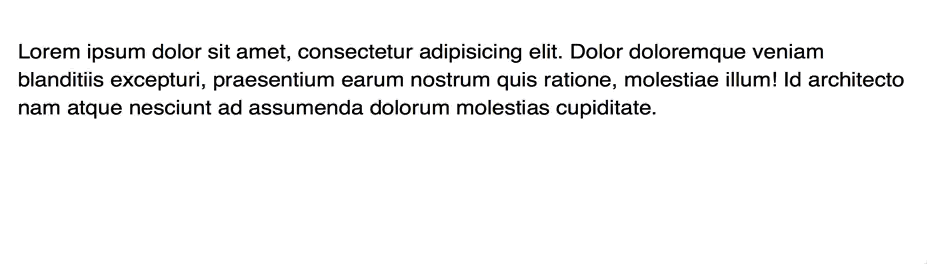 Lorem ipsum dolor sit amet, consectetur adipisicing elit. Dolor doloremque veniam
blanditiis excepturi, praesentium earum nostrum quis ratione, molestiae illum! Id architecto
nam atque nesciunt ad assumenda dolorum molestias cupiditate.